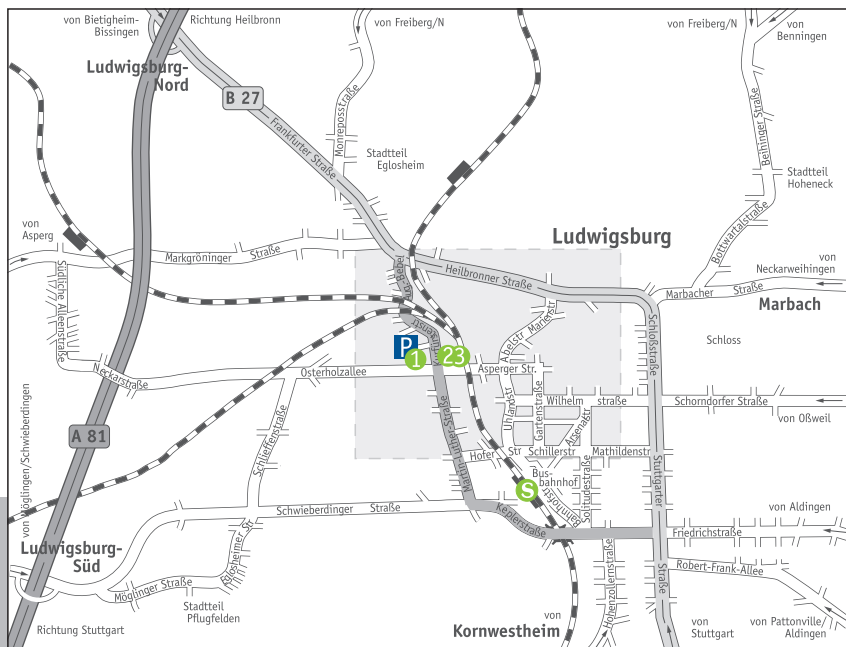 von Bietigheim-
Bissingen
Richtung Heilbronn
von Freiberg/N
von Freiberg/N
von
Benningen
Ludwigsburg-
Nord
B 27
Frankfurter Straße
Monreposstraße
Stadtteil
Eglosheim
Beihinger Straße
Stadtteil
Hoheneck
Bottwartalstraße
von
Asperg
Markgröninger Straße
Ludwigsburg
Heilbronner Straße
von
Neckarweihingen
Marbacher Straße
Marbach
Südliche Alleenstraße
Abelstr
Marienstr
Schloßstraße
Schloss
P
1
23
Neckarstraße
Osterholzallee
Asperger Str.
Uhlandstr
Gartenstraße
Wilhelm straße
Arsenalstr
Schorndorfer Straße
von Oßweil
A 81
von Möglingen/Schwieberdingen
Schlieffenstraße
Martin-Luther-Straße
Hofer Str
Schillerstr
Mathildenstr
Bus-
bahnhof
S
Bahnhofstr
Solitudestraße
Stuttgarter Straße
Schwieberdinger Straße
Keplerstraße
Friedrichstraße
von Aldingen
Ludwigsburg-
Süd
Eglosheimer Str
Möglinger Straße
Stadtteil
Pflugfelden
Hohenzollernstraße
Robert-Frank-Allee
Richtung Stuttgart
von
Kornwestheim
von
Stuttgart
von Pattonville/
Aldingen